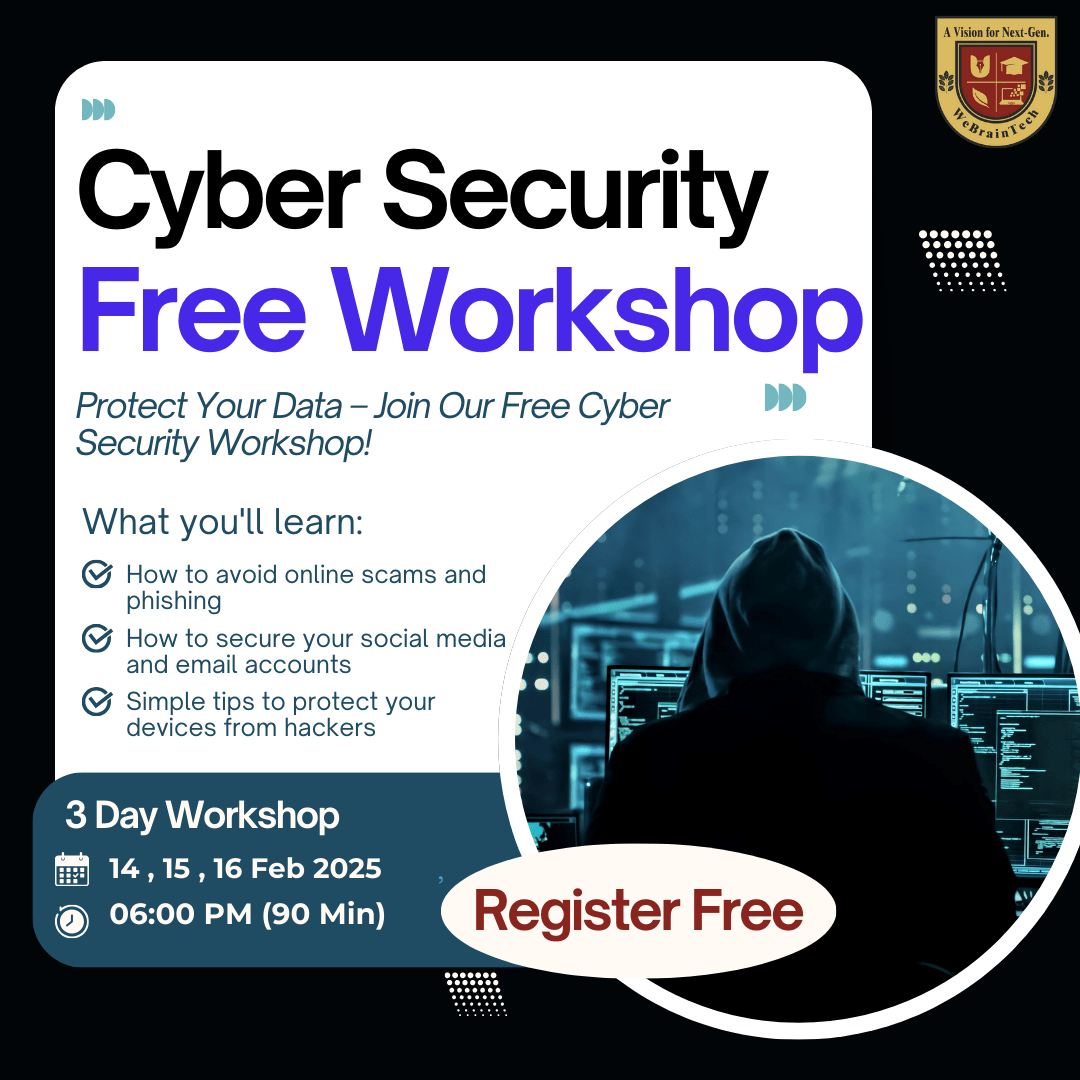 A Vision for Next-Gen.
WeBrainTech
Cyber Security
Free Workshop
Protect Your Data – Join Our Free Cyber
Security Workshop!
What you'll learn:
How to avoid online scams and
phishing
How to secure your social media
and email accounts
Simple tips to protect your
devices from hackers
3 Day Workshop
14 , 15 , 16 Feb 2025
,
06:00 PM (90 Min)
Register Free